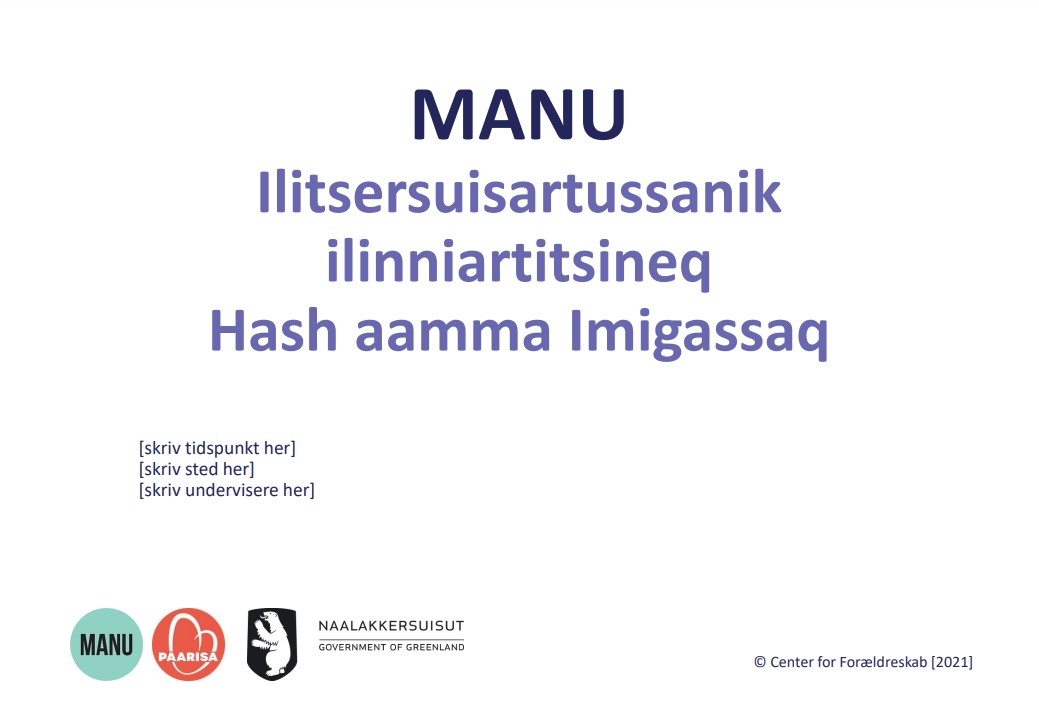 MANU
Ilitsersuisartussanik
ilinniartitsineq
Hash aamma Imigassaq
[skriv tidspunkt her]
[skriv sted her]
[skriv undervisere her]
MANU
PAARISA
NAALAKKERSUISUT
GOVERNMENT OF GREENLAND
© Center for Forældreskab [2021]